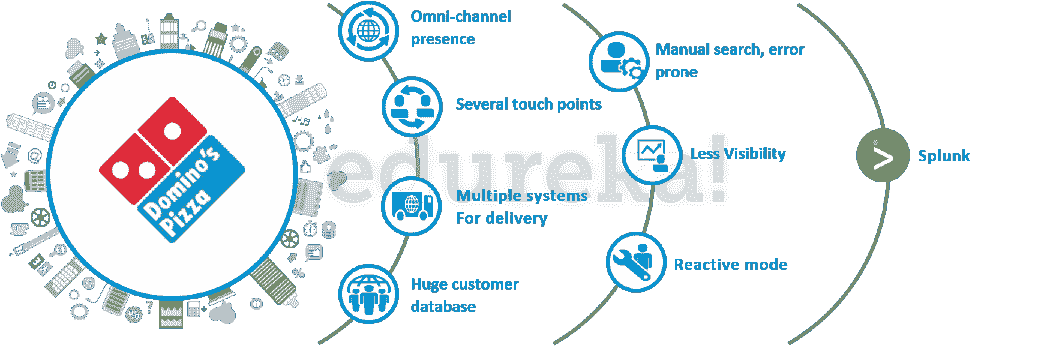 Domino's
Pizza
Omni-channel
presence
Several touch points
Multiple systems
For delivery
Huge customer
database
Manual search, error
prone
Less Visibility
Reactive mode
Splunk
edureka!